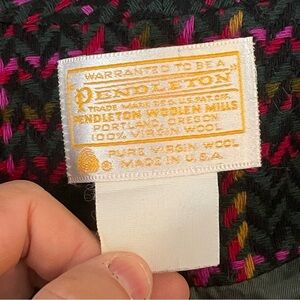 WARRANTED TO BE A
PENDLETON
A TRADE MARK REG. U.S. PAT. OFF.
PENDLETON WOOLEN MILLS
PORTLAND, OREGON
100% VIRGIN WOOL
PURE VIRGIN WOOL
® MADE IN U.S.A.